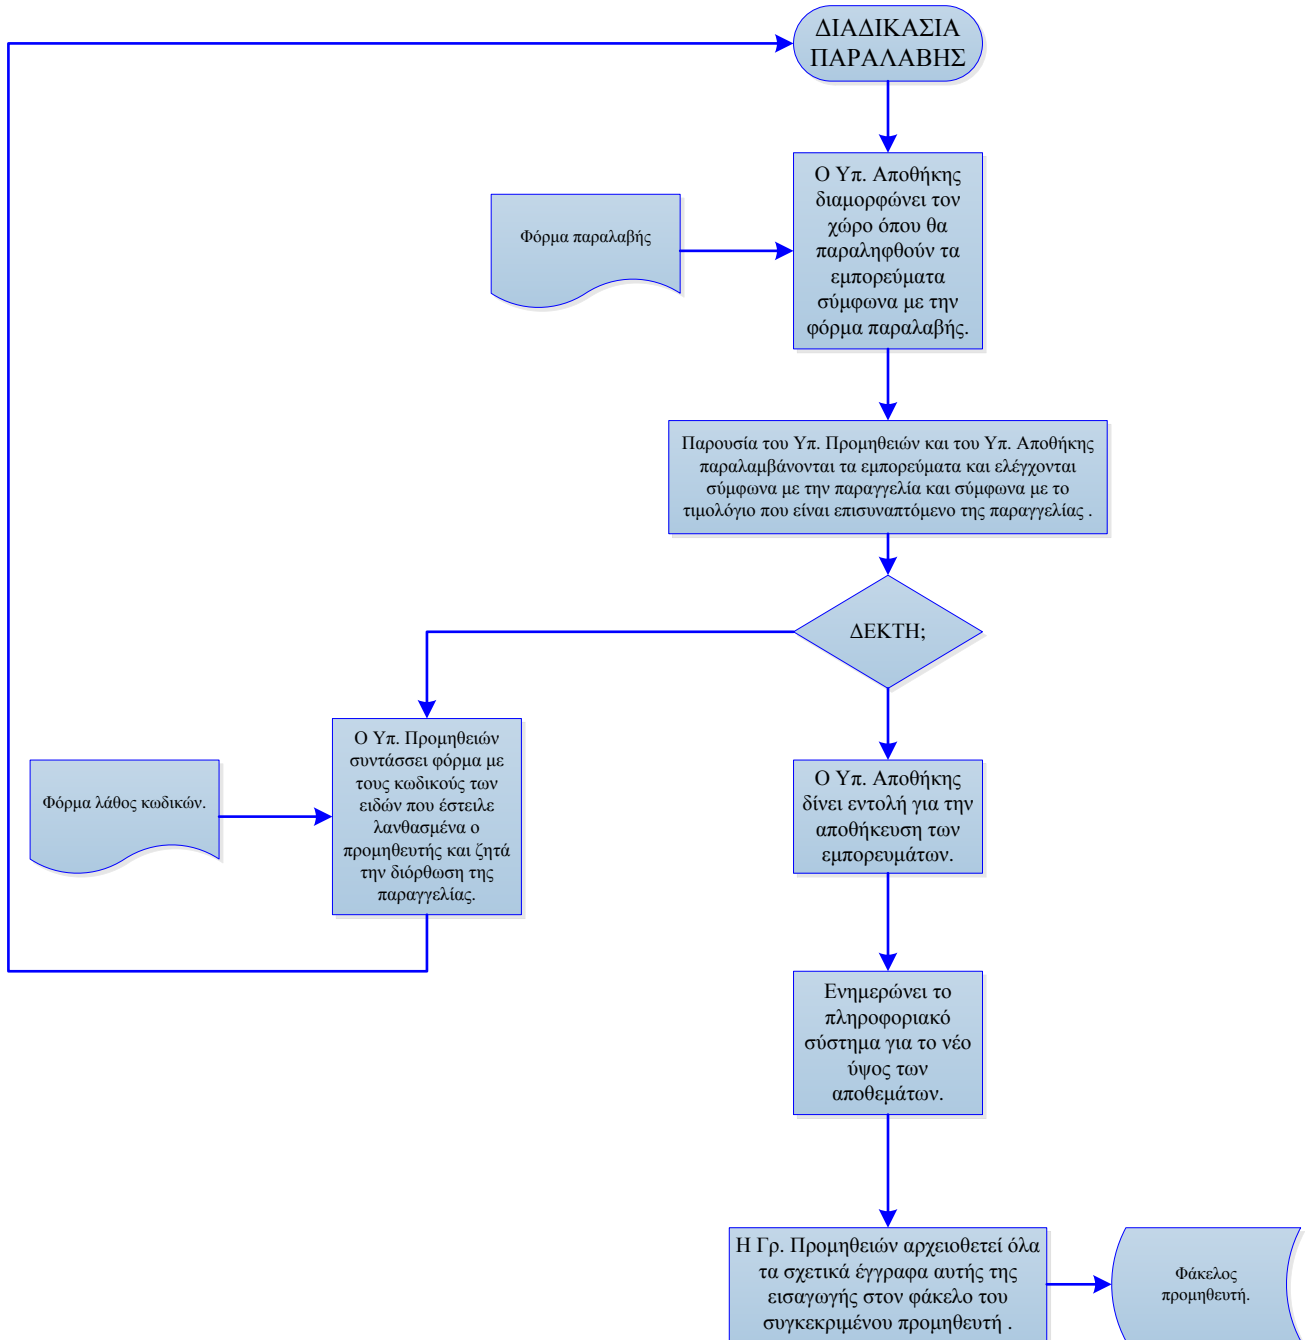 ΔΙΑΔΙΚΑΣΙΑ
ΠΑΡΑΛΑΒΗΣ
Ο Υπ. Αποθήκης
διαμορφώνει τον
χώρο όπου θα
παραληφθούν τα
εμπορεύματα
σύμφωνα με την
φόρμα παραλαβής.
Φόρμα παραλαβής
Παρουσία του Υπ. Προμηθειών και του Υπ. Αποθήκης
παραλαμβάνονται τα εμπορεύματα και ελέγχονται
σύμφωνα με την παραγγελία και σύμφωνα με το
τιμολόγιο που είναι επισυναπτόμενο της παραγγελίας .
ΔΕΚΤΗ;
Ο Υπ. Προμηθειών
συντάσσει φόρμα με
τους κωδικούς των
ειδών που έστειλε
λανθασμένα ο
προμηθευτής και ζητά
την διόρθωση της
παραγγελίας.
Φόρμα λάθος κωδικών.
Ο Υπ. Αποθήκης
δίνει εντολή για την
αποθήκευση των
εμπορευμάτων.
Ενημερώνει το
πληροφοριακό
σύστημα για το νέο
ύψος των
αποθεμάτων.
Η Γρ. Προμηθειών αρχειοθετεί όλα
τα σχετικά έγγραφα αυτής της
εισαγωγής στον φάκελο του
συγκεκριμένου προμηθευτή .
Φάκελος
προμηθευτή.